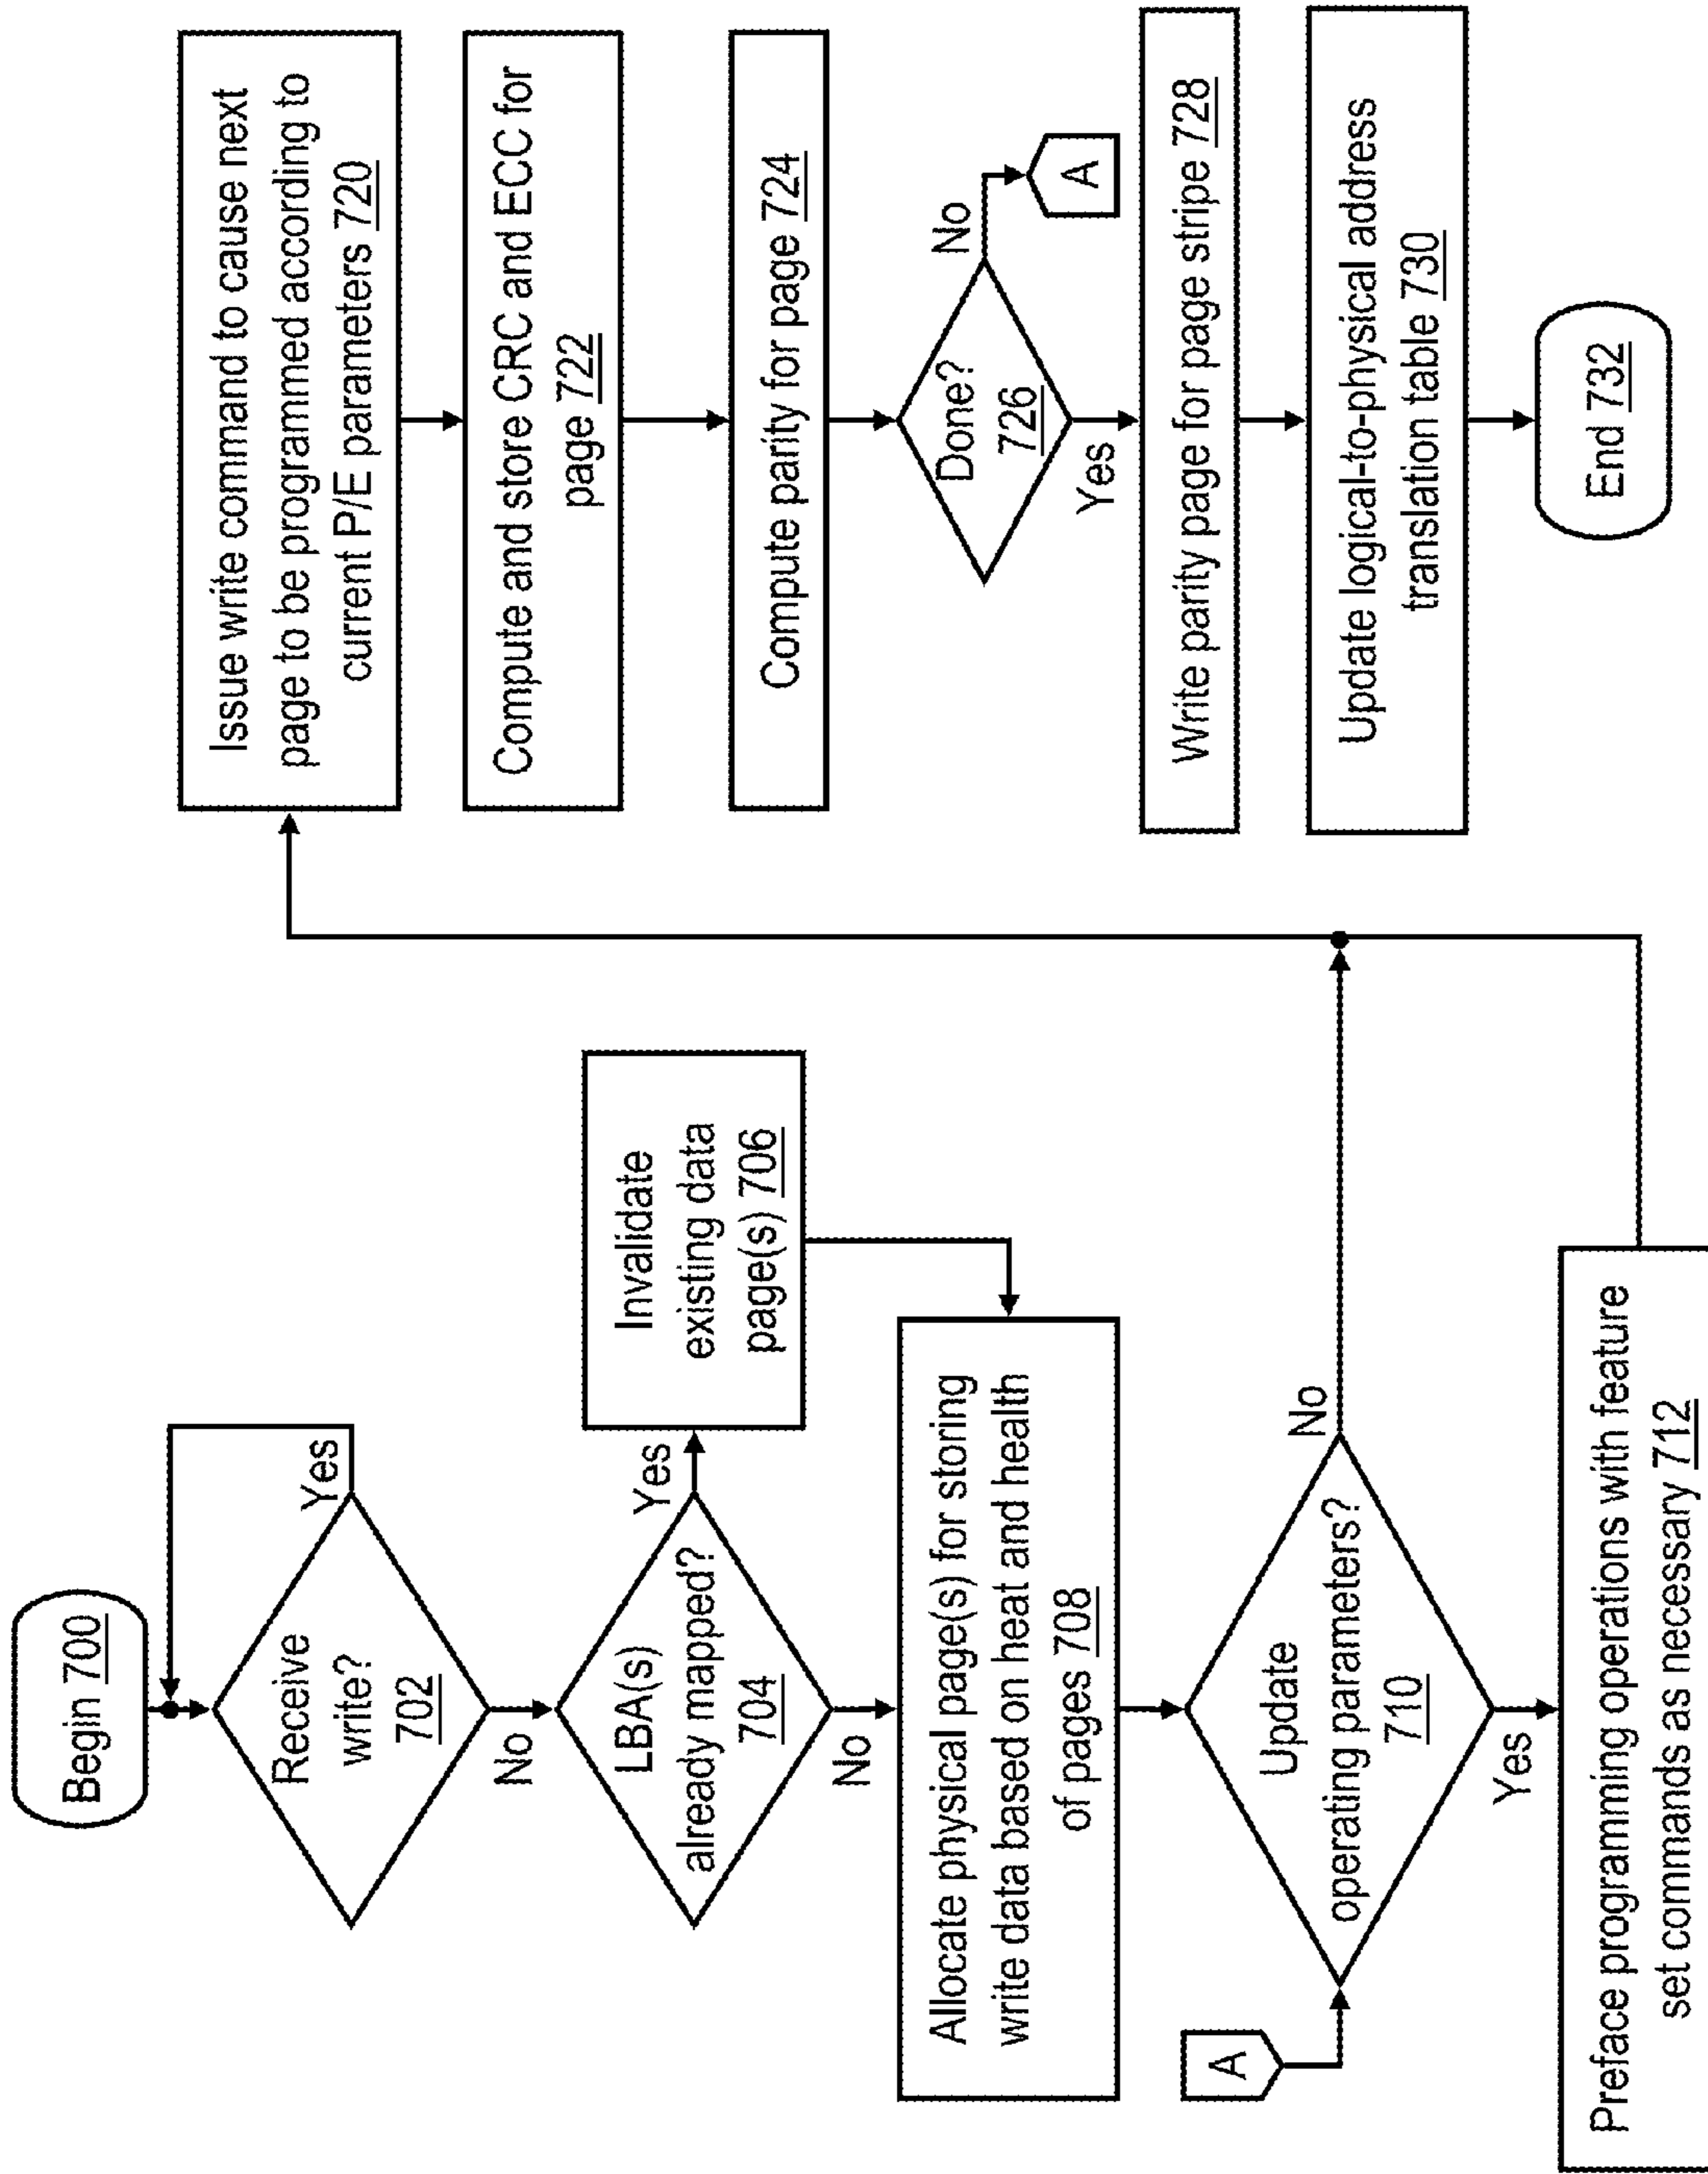 Begin 700
Receive
write?
702
Yes
No
LBA(s)
already mapped?
704
Yes
No
Invalidate
existing data
page(s) 706
Allocate physical page(s) for storing
write data based on heat and health
of pages 708
A
Update
operating parameters?
710
No
Yes
Preface programming operations with feature
set commands as necessary 712
Issue write command to cause next
page to be programmed according to
current P/E parameters 720
Compute and store CRC and ECC for
page 722
Compute parity for page 724
Done?
726
No
A
Yes
Write parity page for page stripe 728
Update logical-to-physical address
translation table 730
End 732